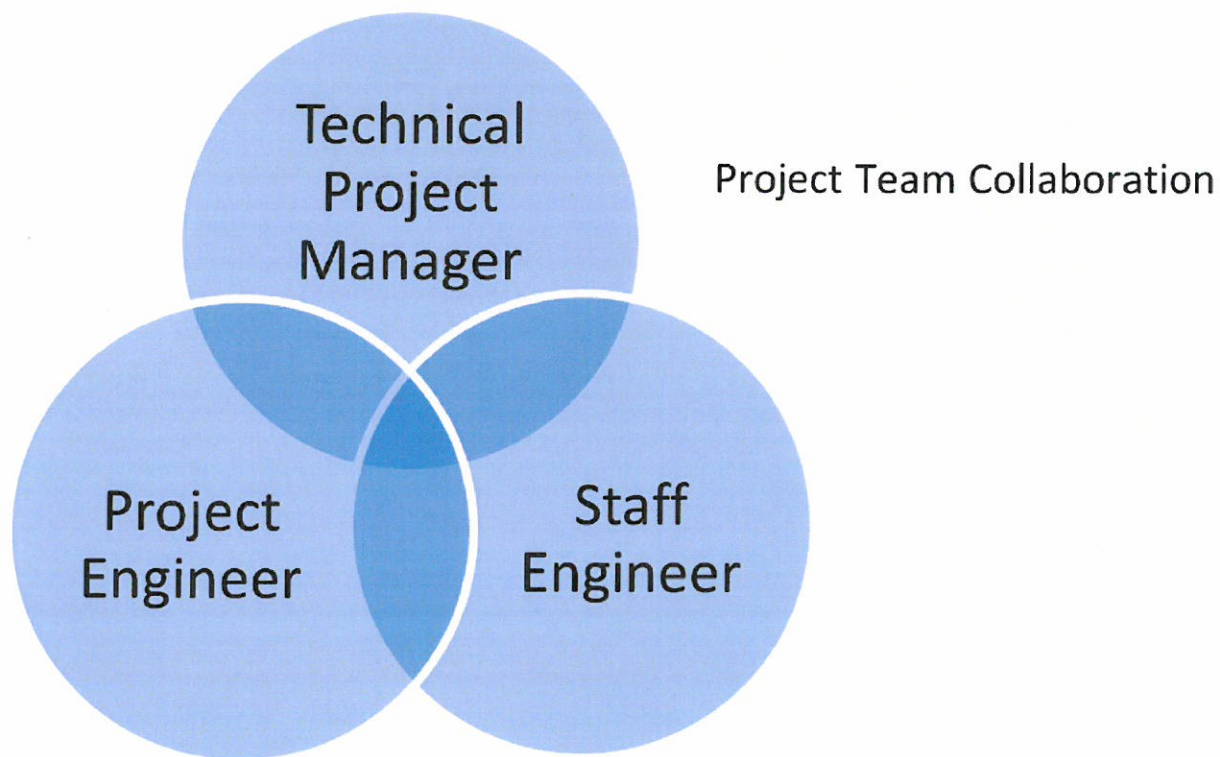 Technical
Project
Manager
Project Team Collaboration
Project
Engineer
Staff
Engineer